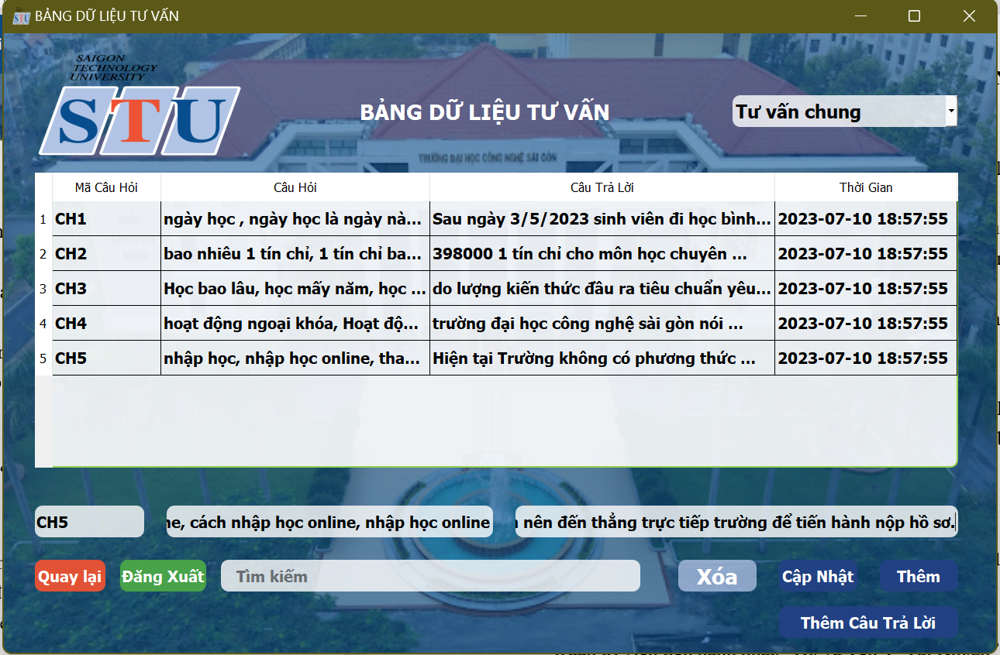 BẢNG DỮ LIỆU TƯ VẤN
SAIGON
TECHNOLOGY
UNIVERSITY
STU
BẢNG DỮ LIỆU TƯ VẤN
Tư vấn chung
TRƯỜNG ĐẠI HỌC CÔNG NGHỆ SÀI GÒN
Mã Câu Hỏi Câu Hỏi Câu Trả Lời Thời Gian
1 CH1 ngày học , ngày học là ngày nà... Sau ngày 3/5/2023 sinh viên đi học bình... 2023-07-10 18:57:55
2 CH2 bao nhiêu 1 tín chỉ, 1 tín chỉ ba... 398000 1 tín chỉ cho môn học chuyên ... 2023-07-10 18:57:55
3 CH3 Học bao lâu, học mấy năm, học ... do lượng kiến thức đầu ra tiêu chuẩn yêu... 2023-07-10 18:57:55
4 CH4 hoạt động ngoại khóa, Hoạt độ... trường đại học công nghệ sài gòn nói ... 2023-07-10 18:57:55
5 CH5 nhập học, nhập học online, tha... Hiện tại Trường không có phương thức ... 2023-07-10 18:57:55
CH5 cách nhập học online, nhập học online nên đến thẳng trực tiếp trường để tiến hành nộp hồ sơ.
Quay lại Đăng Xuất Tìm kiếm Xóa Cập Nhật Thêm
Thêm Câu Trả Lời